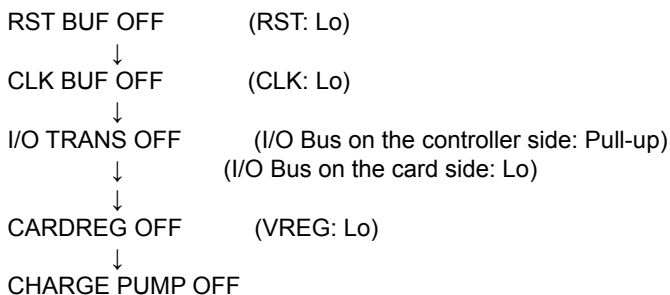 RST BUF OFF (RST: Lo)
↓
CLK BUF OFF (CLK: Lo)
↓
I/O TRANS OFF (I/O Bus on the controller side: Pull-up)
↓ (I/O Bus on the card side: Lo)
↓
CARDREG OFF (VREG: Lo)
↓
CHARGE PUMP OFF